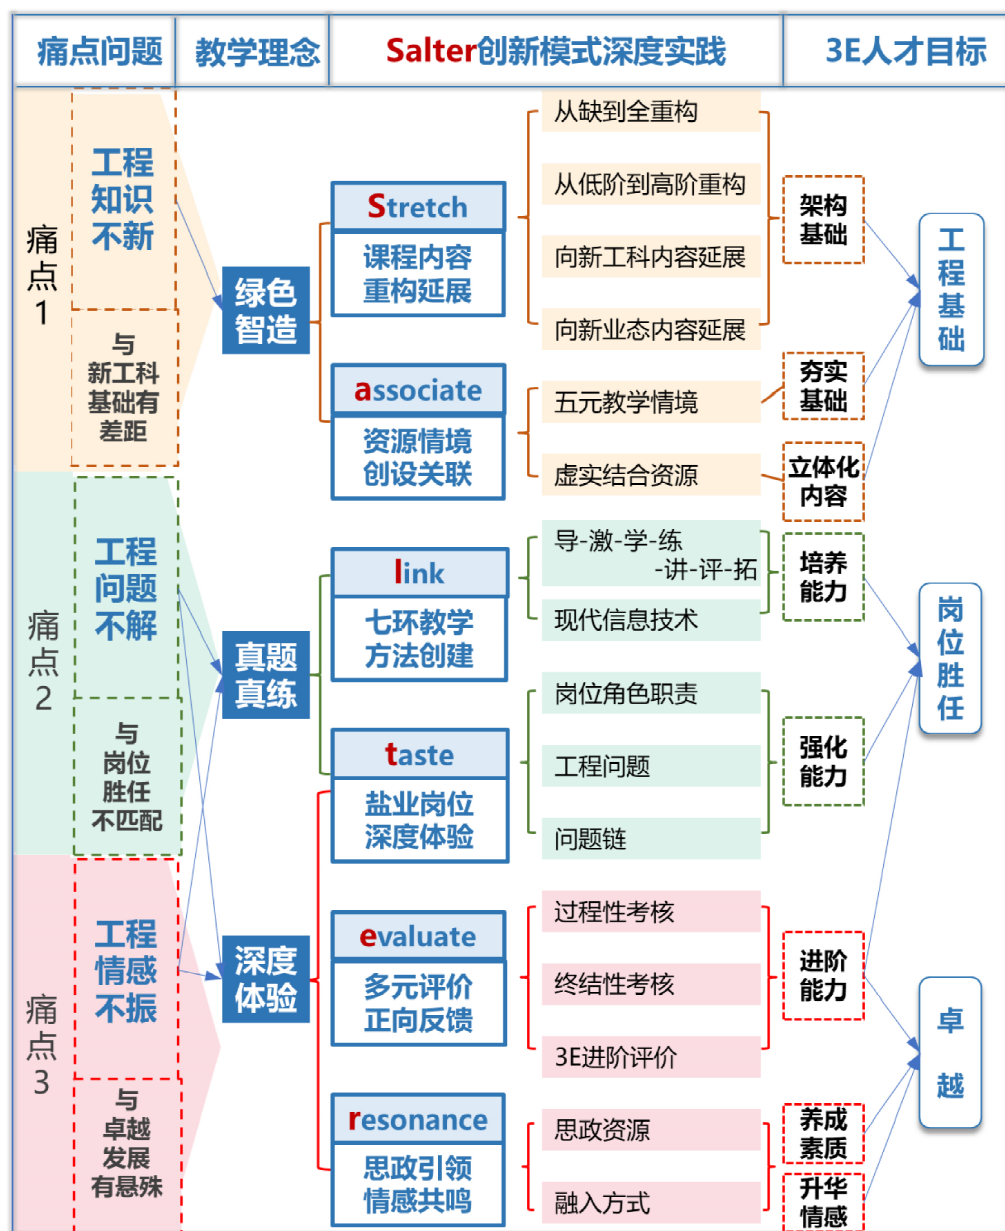 痛点问题
教学理念
Salter创新模式深度实践
3E人才目标
痛点1
工程
知识
不新
与
新工科
基础有
差距
绿色
智造
Stretch
课程内容
重构延展
从缺到全重构
从低阶到高阶重构
向新工科内容延展
向新业态内容延展
架构
基础
associate
资源情境
创设关联
五元教学情境
虚实结合资源
夯实
基础
立体化
内容
工程基础
痛点2
工程
问题
不解
与
岗位
胜任
不匹配
真题
真练
link
七环教学
方法创建
导-激-学-练
-讲-评-拓
现代信息技术
培养
能力
taste
盐业岗位
深度体验
岗位角色职责
工程问题
问题链
强化
能力
岗位胜任
痛点3
工程
情感
不振
与
卓越
发展
有悬殊
深度
体验
evaluate
多元评价
正向反馈
过程性考核
终结性考核
3E进阶评价
进阶
能力
resonance
思政引领
情感共鸣
思政资源
融入方式
养成
素质
升华
情感
卓越